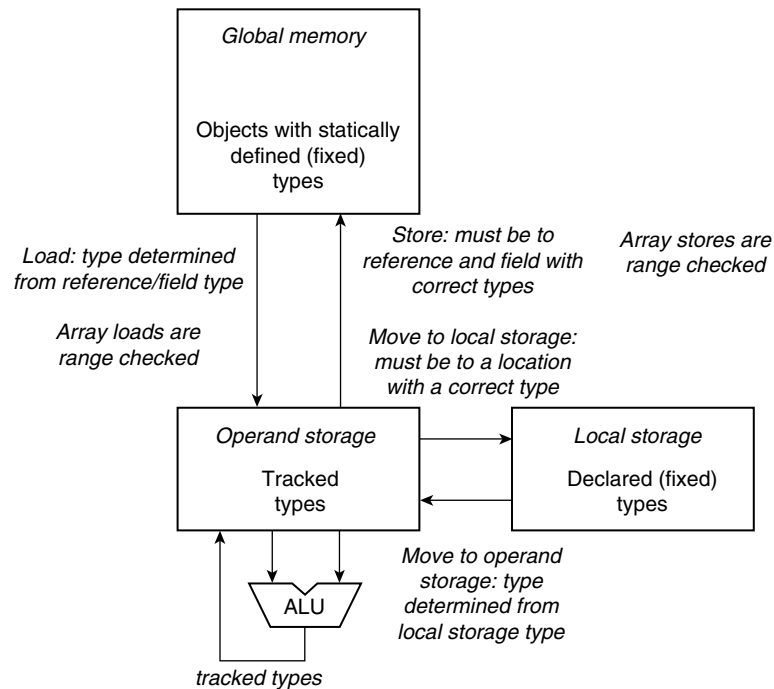 Global memory
Objects with statically
defined (fixed)
types
Load: type determined
from reference/field type
Array loads are
range checked
Store: must be to
reference and field with
correct types
Array stores are
range checked
Move to local storage:
must be to a location
with a correct type
Operand storage
Tracked
types
Local storage
Declared (fixed)
types
Move to operand
storage: type
determined from
local storage type
ALU
tracked types